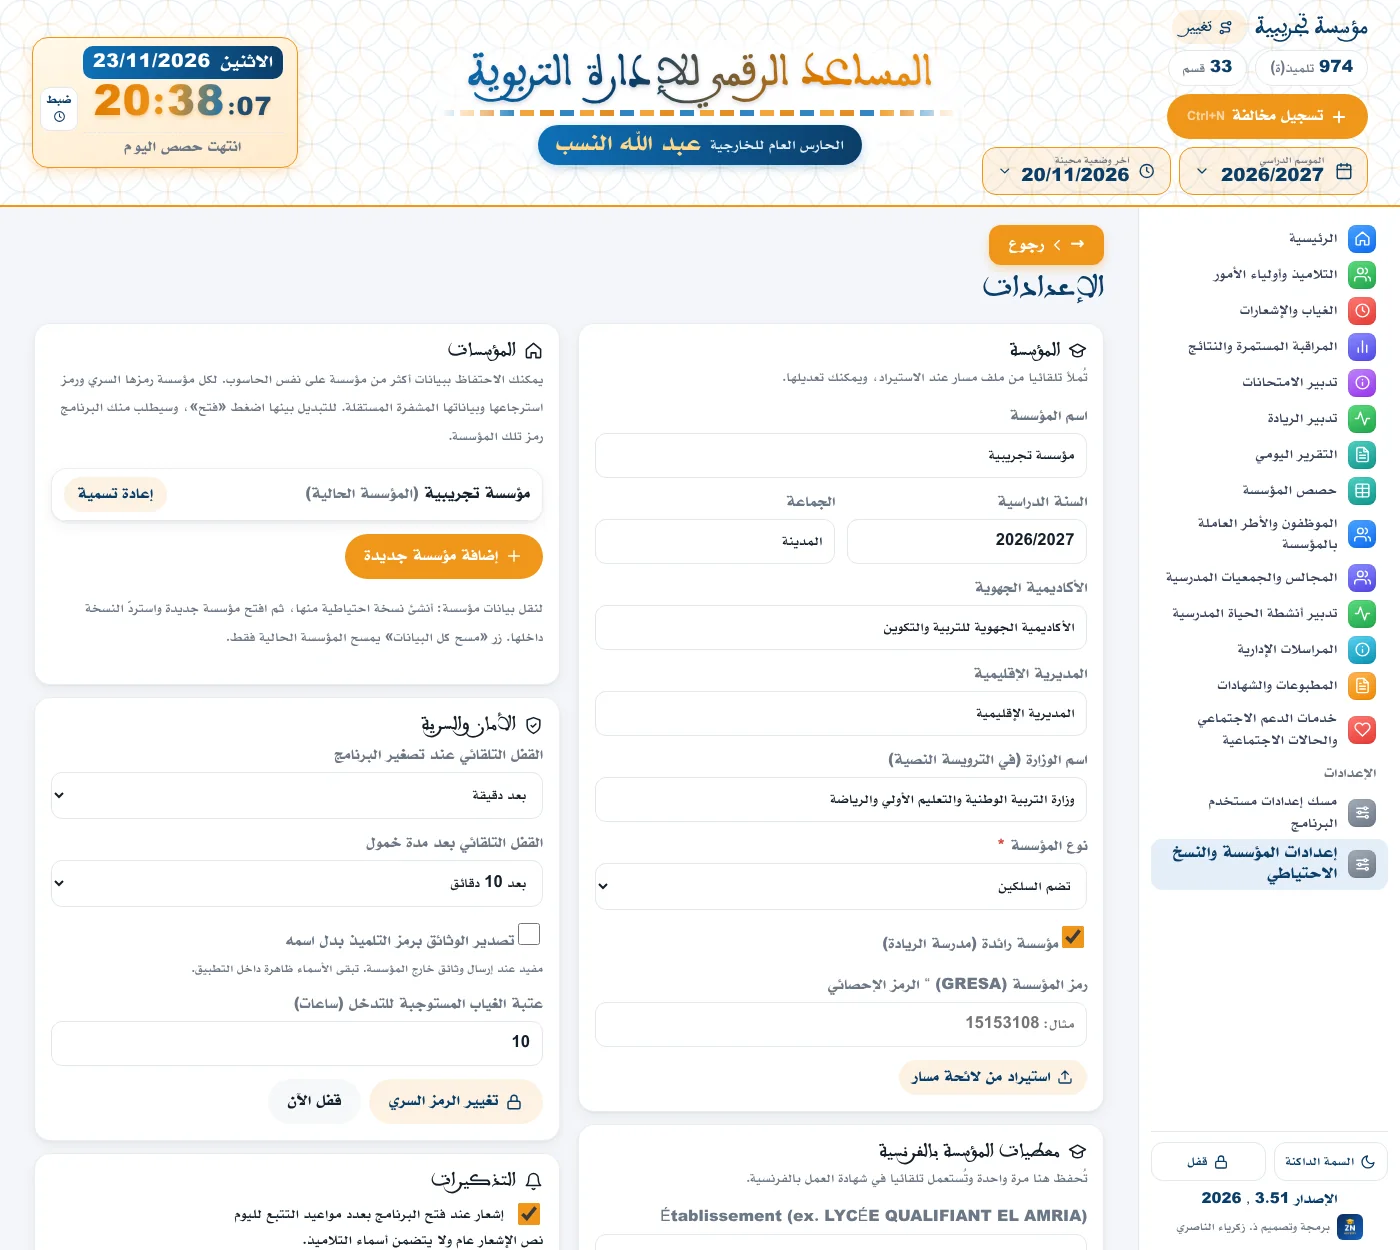 مؤسسة تجريبية
تغيير
974 تلميذ(ة)
33 قسم
+ تسجيل مخالفة Ctrl+N
الموسم الدراسي
2026/2027
آخر وضعية محينة
20/11/2026
المساعد الرقمي للإدارة التربوية
الحارس العام للخارجية عبد الله النسب
الاثنين 23/11/2026
20:38:07
ضبط
انتهت حصص اليوم
الرئيسية
التلاميذ وأولياء الأمور
الغياب والإشعارات
المراقبة المستمرة والنتائج
تدبير الامتحانات
تدبير الريادة
التقرير اليومي
حصص المؤسسة
الموظفون والأطر العاملة
بالمؤسسة
المجالس والجمعيات المدرسية
تدبير أنشطة الحياة المدرسية
المراسلات الإدارية
المطبوعات والشهادات
خدمات الدعم الاجتماعي
والحالات الاجتماعية
الإعدادات
مسك إعدادات مستخدم
البرنامج
إعدادات المؤسسة والنسخ
الاحتياطي
السمة الداكنة
قفل
الإصدار 3.51 , 2026
برمجة وتصميم ذ. زكرياء الناصري
ZN
→ رجوع
الإعدادات
المؤسسة
تُملأ تلقائيا من ملف مسار عند الاستيراد، ويمكنك تعديلها.
اسم المؤسسة
مؤسسة تجريبية
السنة الدراسية
2026/2027
الجماعة
المدينة
الأكاديمية الجهوية
الأكاديمية الجهوية للتربية والتكوين
المديرية الإقليمية
المديرية الإقليمية
اسم الوزارة (في الترويسة النصية)
وزارة التربية الوطنية والتعليم الأولي والرياضة
نوع المؤسسة *
تضم السلكين
مؤسسة رائدة (مدرسة الريادة)
رمز المؤسسة (GRESA) " الرمز الإحصائي
مثال: 15153108
استيراد من لائحة مسار
معطيات المؤسسة بالفرنسية
تُحفظ هنا مرة واحدة وتُستعمل تلقائيا في شهادة العمل بالفرنسية.
Établissement (ex. LYCÉE QUALIFIANT EL AMRIA)
المؤسسات
يمكنك الاحتفاظ ببيانات أكثر من مؤسسة على نفس الحاسوب. لكل مؤسسة رمزها السري ورمز
استرجاعها وبياناتها المشفرة المستقلة. للتبديل بينها اضغط «فتح»، وسيطلب منك البرنامج
رمز تلك المؤسسة.
مؤسسة تجريبية (المؤسسة الحالية)
إعادة تسمية
+ إضافة مؤسسة جديدة
لنقل بيانات مؤسسة: أنشئ نسخة احتياطية منها، ثم افتح مؤسسة جديدة واستردّ النسخة
داخلها. زر «مسح كل البيانات» يمسح المؤسسة الحالية فقط.
الأمان والسرية
القفل التلقائي عند تصغير البرنامج
بعد دقيقة
القفل التلقائي بعد مدة خمول
بعد 10 دقائق
تصدير الوثائق برمز التلميذ بدل اسمه
مفيد عند إرسال وثائق خارج المؤسسة. تبقى الأسماء ظاهرة داخل التطبيق.
عتبة الغياب المستوجبة للتدخل (ساعات)
10
تغيير الرمز السري
قفل الآن
التذكيرات
إشعار عند فتح البرنامج بعدد مواعيد التتبع لليوم
نص الإشعار عام ولا يتضمن أسماء التلاميذ.